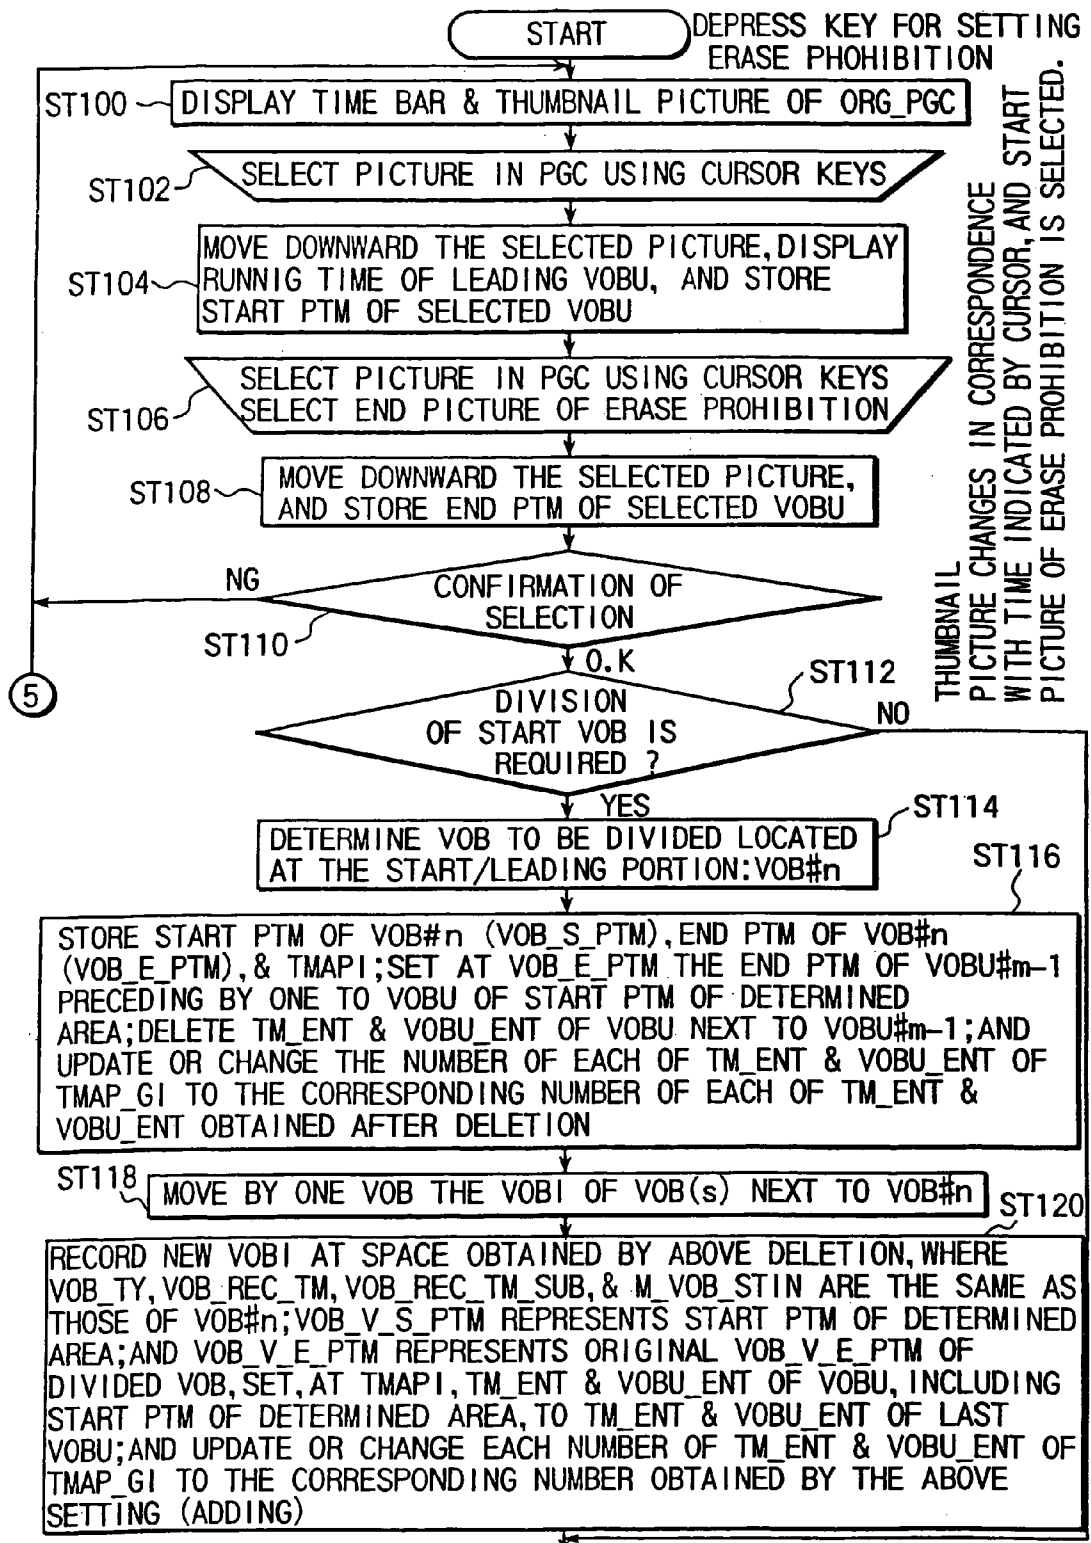 START
DEPRESS KEY FOR SETTING
ERASE PHOHIBITION
ST100
DISPLAY TIME BAR & THUMBNAIL PICTURE OF ORG_PGC
ST102
SELECT PICTURE IN PGC USING CURSOR KEYS
THUMBNAIL
PICTURE CHANGES IN CORRESPONDENCE
WITH TIME INDICATED BY CURSOR, AND START
PICTURE OF ERASE PROHIBITION IS SELECTED.
ST104
MOVE DOWNWARD THE SELECTED PICTURE, DISPLAY
RUNNIG TIME OF LEADING VOBU, AND STORE
START PTM OF SELECTED VOBU
ST106
SELECT PICTURE IN PGC USING CURSOR KEYS
SELECT END PICTURE OF ERASE PROHIBITION
ST108
MOVE DOWNWARD THE SELECTED PICTURE,
AND STORE END PTM OF SELECTED VOBU
NG
CONFIRMATION OF
SELECTION
ST110
O.K
5
ST112
DIVISION
OF START VOB IS
REQUIRED ?
NO
YES
ST114
DETERMINE VOB TO BE DIVIDED LOCATED
AT THE START/LEADING PORTION:VOB#n
ST116
STORE START PTM OF VOB#n (VOB_S_PTM), END PTM OF VOB#n
(VOB_E_PTM), & TMAPI;SET AT VOB_E_PTM THE END PTM OF VOBU#m-1
PRECEDING BY ONE TO VOBU OF START PTM OF DETERMINED
AREA;DELETE TM_ENT & VOBU_ENT OF VOBU NEXT TO VOBU#m-1;AND
UPDATE OR CHANGE THE NUMBER OF EACH OF TM_ENT & VOBU_ENT OF
TMAP_GI TO THE CORRESPONDING NUMBER OF EACH OF TM_ENT &
VOBU_ENT OBTAINED AFTER DELETION
ST118
MOVE BY ONE VOB THE VOBI OF VOB(s) NEXT TO VOB#n
ST120
RECORD NEW VOBI AT SPACE OBTAINED BY ABOVE DELETION, WHERE
VOB_TY, VOB_REC_TM, VOB_REC_TM_SUB, & M_VOB_STIN ARE THE SAME AS
THOSE OF VOB#n;VOB_V_S_PTM REPRESENTS START PTM OF DETERMINED
AREA;AND VOB_V_E_PTM REPRESENTS ORIGINAL VOB_V_E_PTM OF
DIVIDED VOB, SET, AT TMAPI, TM_ENT & VOBU_ENT OF VOBU, INCLUDING
START PTM OF DETERMINED AREA, TO TM_ENT & VOBU_ENT OF LAST
VOBU;AND UPDATE OR CHANGE EACH NUMBER OF TM_ENT & VOBU_ENT OF
TMAP_GI TO THE CORRESPONDING NUMBER OBTAINED BY THE ABOVE
SETTING (ADDING)